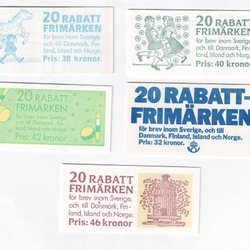 20 RABATT
FRIMÄRKEN
för brev inom Sverige,
och till Danmark, Fin-
land, Island och Norge.
Pris: 38 kronor.
20 RABATT
FRIMÄRKEN
för brev inom Sverige,
och till Danmark, Fin-
land, Island och Norge.
Pris: 40 kronor.
20 RABATT
FRIMÄRKEN
för brev inom Sverige,
och till Danmark, Fin-
land, Island och Norge.
Pris: 42 kronor
20 RABATT-
FRIMÄRKEN
för brev inom Sverige, och till
Danmark, Finland, Island och
Norge. Pris: 32 kronor.
20 RABATT
FRIMÄRKEN
för brev inom Sverige,
och till Danmark, Fin-
land, Island och Norge.
Pris: 46 kronor